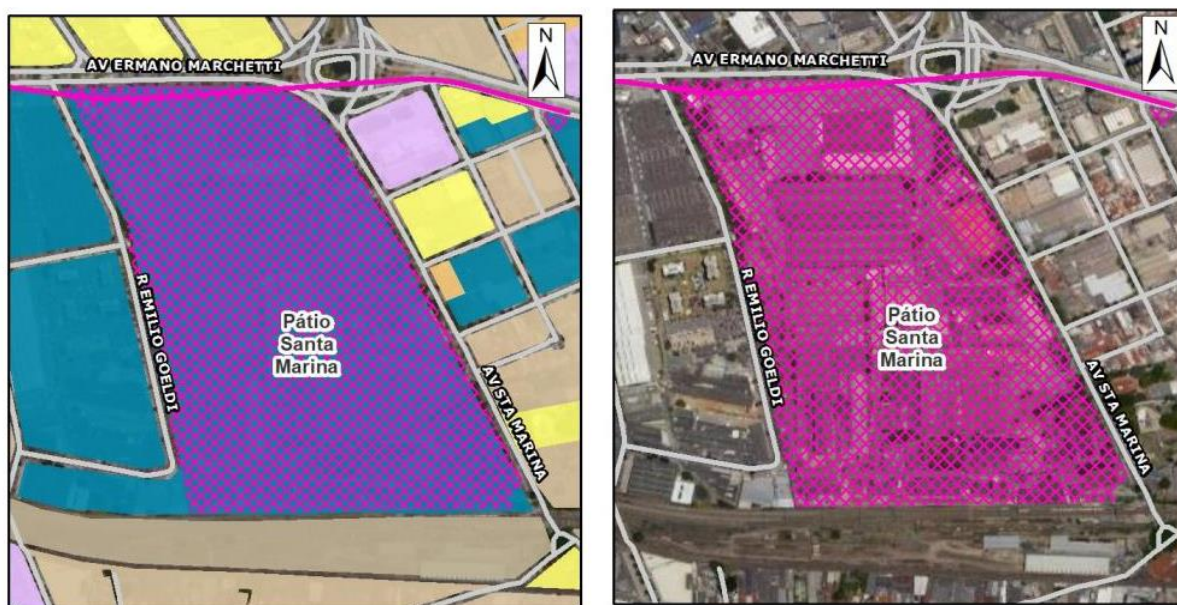 AV ERMANO MARCHETTI
N
R EMILIO GOELDI
Pátio
Santa
Marina
AV STA MARINA
AV ERMANO MARCHETTI
N
R EMILIO GOELDI
Pátio
Santa
Marina
AV STA MARINA